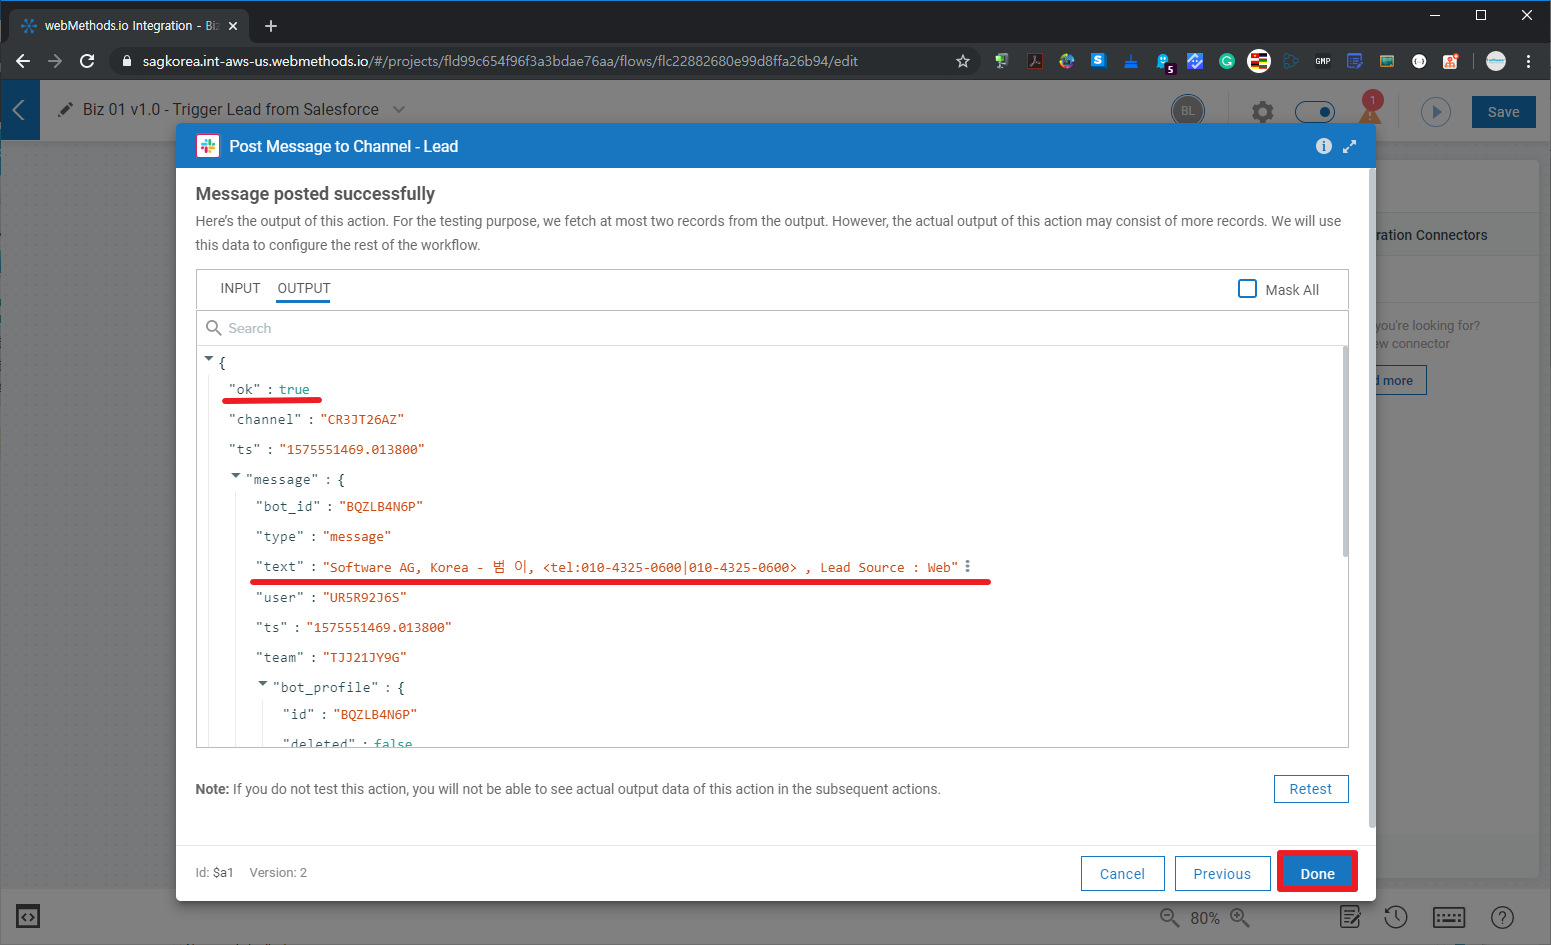 webMethods.io Integration - Biz
sagkorea.int-aws-us.webmethods.io/#/projects/fld99c654f96f3a3bdae76aa/flows/flc22882680e99d8ffa26b94/edit
5
GMP
Biz 01 v1.0 - Trigger Lead from Salesforce
BL
1
Save
Post Message to Channel - Lead
Message posted successfully
Here's the output of this action. For the testing purpose, we fetch at most two records from the output. However, the actual output of this action may consist of more records. We will use
this data to configure the rest of the workflow.
ration Connectors
INPUT OUTPUT
Mask All
Search
you're looking for?
ew connector
d more
{
"ok" : true
"channel" : "CR3JT26AZ"
"ts" : "1575551469.013800"
"message" : {
"bot_id" : "BQZLB4N6P"
"type" : "message"
"text" : "Software AG, Korea - 범 이, <tel:010-4325-0600|010-4325-0600> , Lead Source : Web"
"user" : "UR5R92J6S"
"ts" : "1575551469.013800"
"team" : "TJJ21JY9G"
"bot_profile" : {
"id" : "BQZLB4N6P"
"deleted" : false
Note: If you do not test this action, you will not be able to see actual output data of this action in the subsequent actions.
Retest
Id: $a1 Version: 2
Cancel
Previous
Done
80%